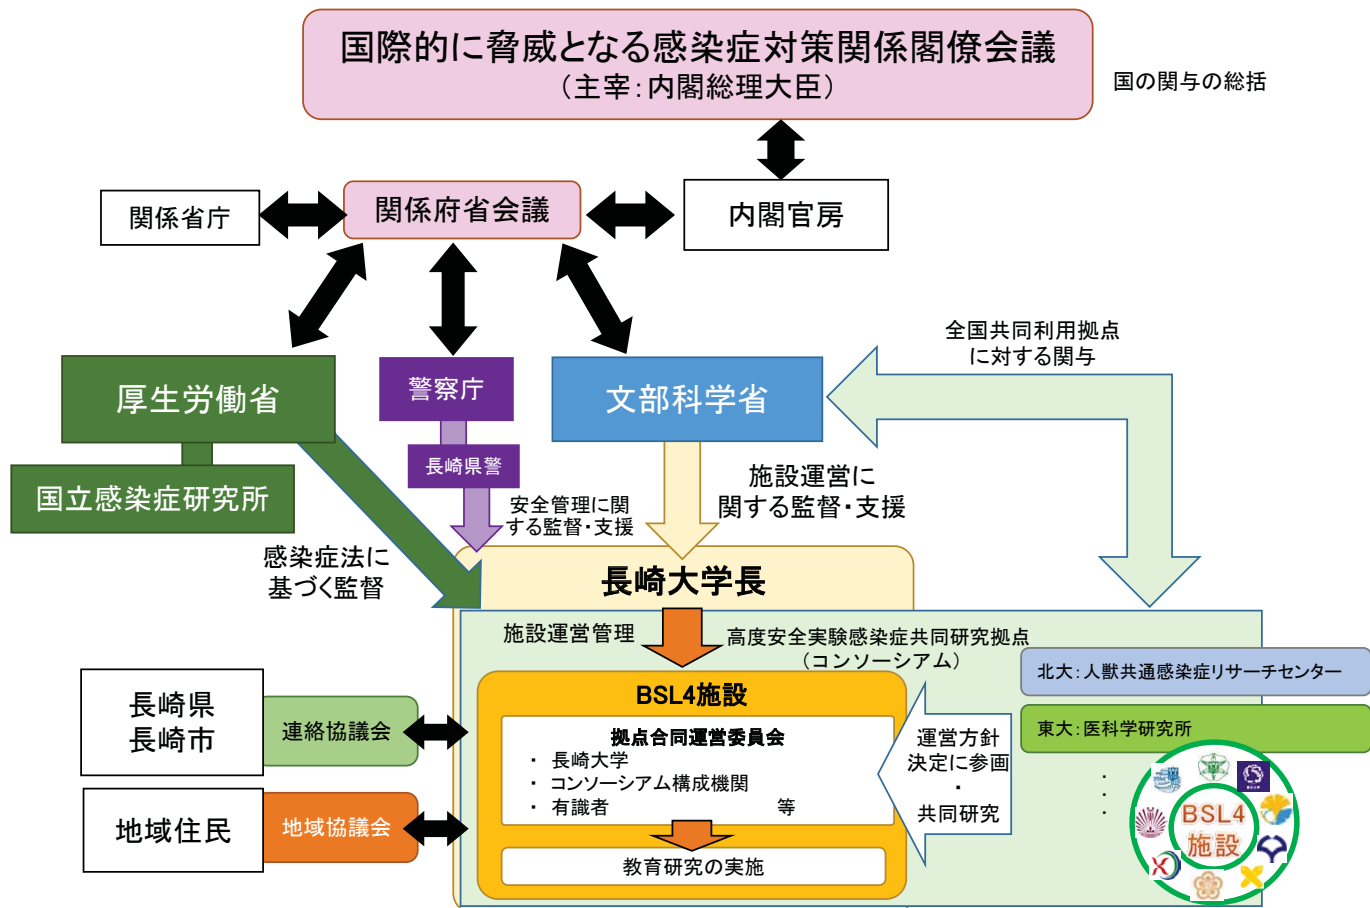 国際的に脅威となる感染症対策関係閣僚会議
（主宰：内閣総理大臣）
国の関与の総括
関係省庁
関係府省会議
内閣官房
全国共同利用拠点
に対する関与
厚生労働省
警察庁
文部科学省
長崎県警
国立感染症研究所
施設運営に
関する監督・支援
安全管理に関
する監督・支援
感染症法に
基づく監督
長崎大学長
施設運営管理
高度安全実験感染症共同研究拠点
（コンソーシアム）
北大：人獣共通感染症リサーチセンター
東大：医科学研究所
・
・
・
長崎県
長崎市
連絡協議会
BSL4施設
拠点合同運営委員会
・ 長崎大学
・ コンソーシアム構成機関
・ 有識者 等
運営方針
決定に参画
・
共同研究
地域住民
地域協議会
教育研究の実施
BSL4
施設